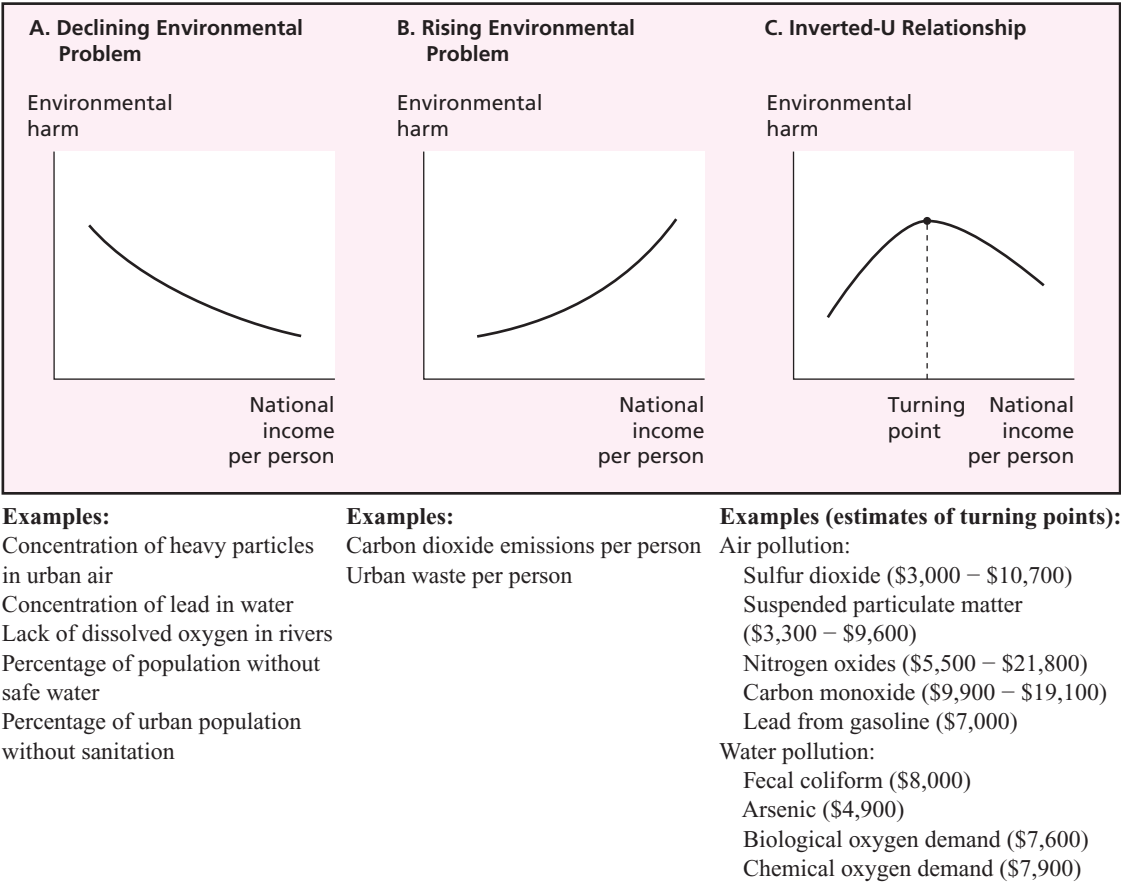 A. Declining Environmental
Problem
Environmental
harm
National
income
per person
B. Rising Environmental
Problem
Environmental
harm
National
income
per person
C. Inverted-U Relationship
Environmental
harm
Turning
point
National
income
per person
Examples:
Concentration of heavy particles
in urban air
Concentration of lead in water
Lack of dissolved oxygen in rivers
Percentage of population without
safe water
Percentage of urban population
without sanitation
Examples:
Carbon dioxide emissions per person
Urban waste per person
Examples (estimates of turning points):
Air pollution:
Sulfur dioxide ($3,000 − $10,700)
Suspended particulate matter
($3,300 − $9,600)
Nitrogen oxides ($5,500 − $21,800)
Carbon monoxide ($9,900 − $19,100)
Lead from gasoline ($7,000)
Water pollution:
Fecal coliform ($8,000)
Arsenic ($4,900)
Biological oxygen demand ($7,600)
Chemical oxygen demand ($7,900)